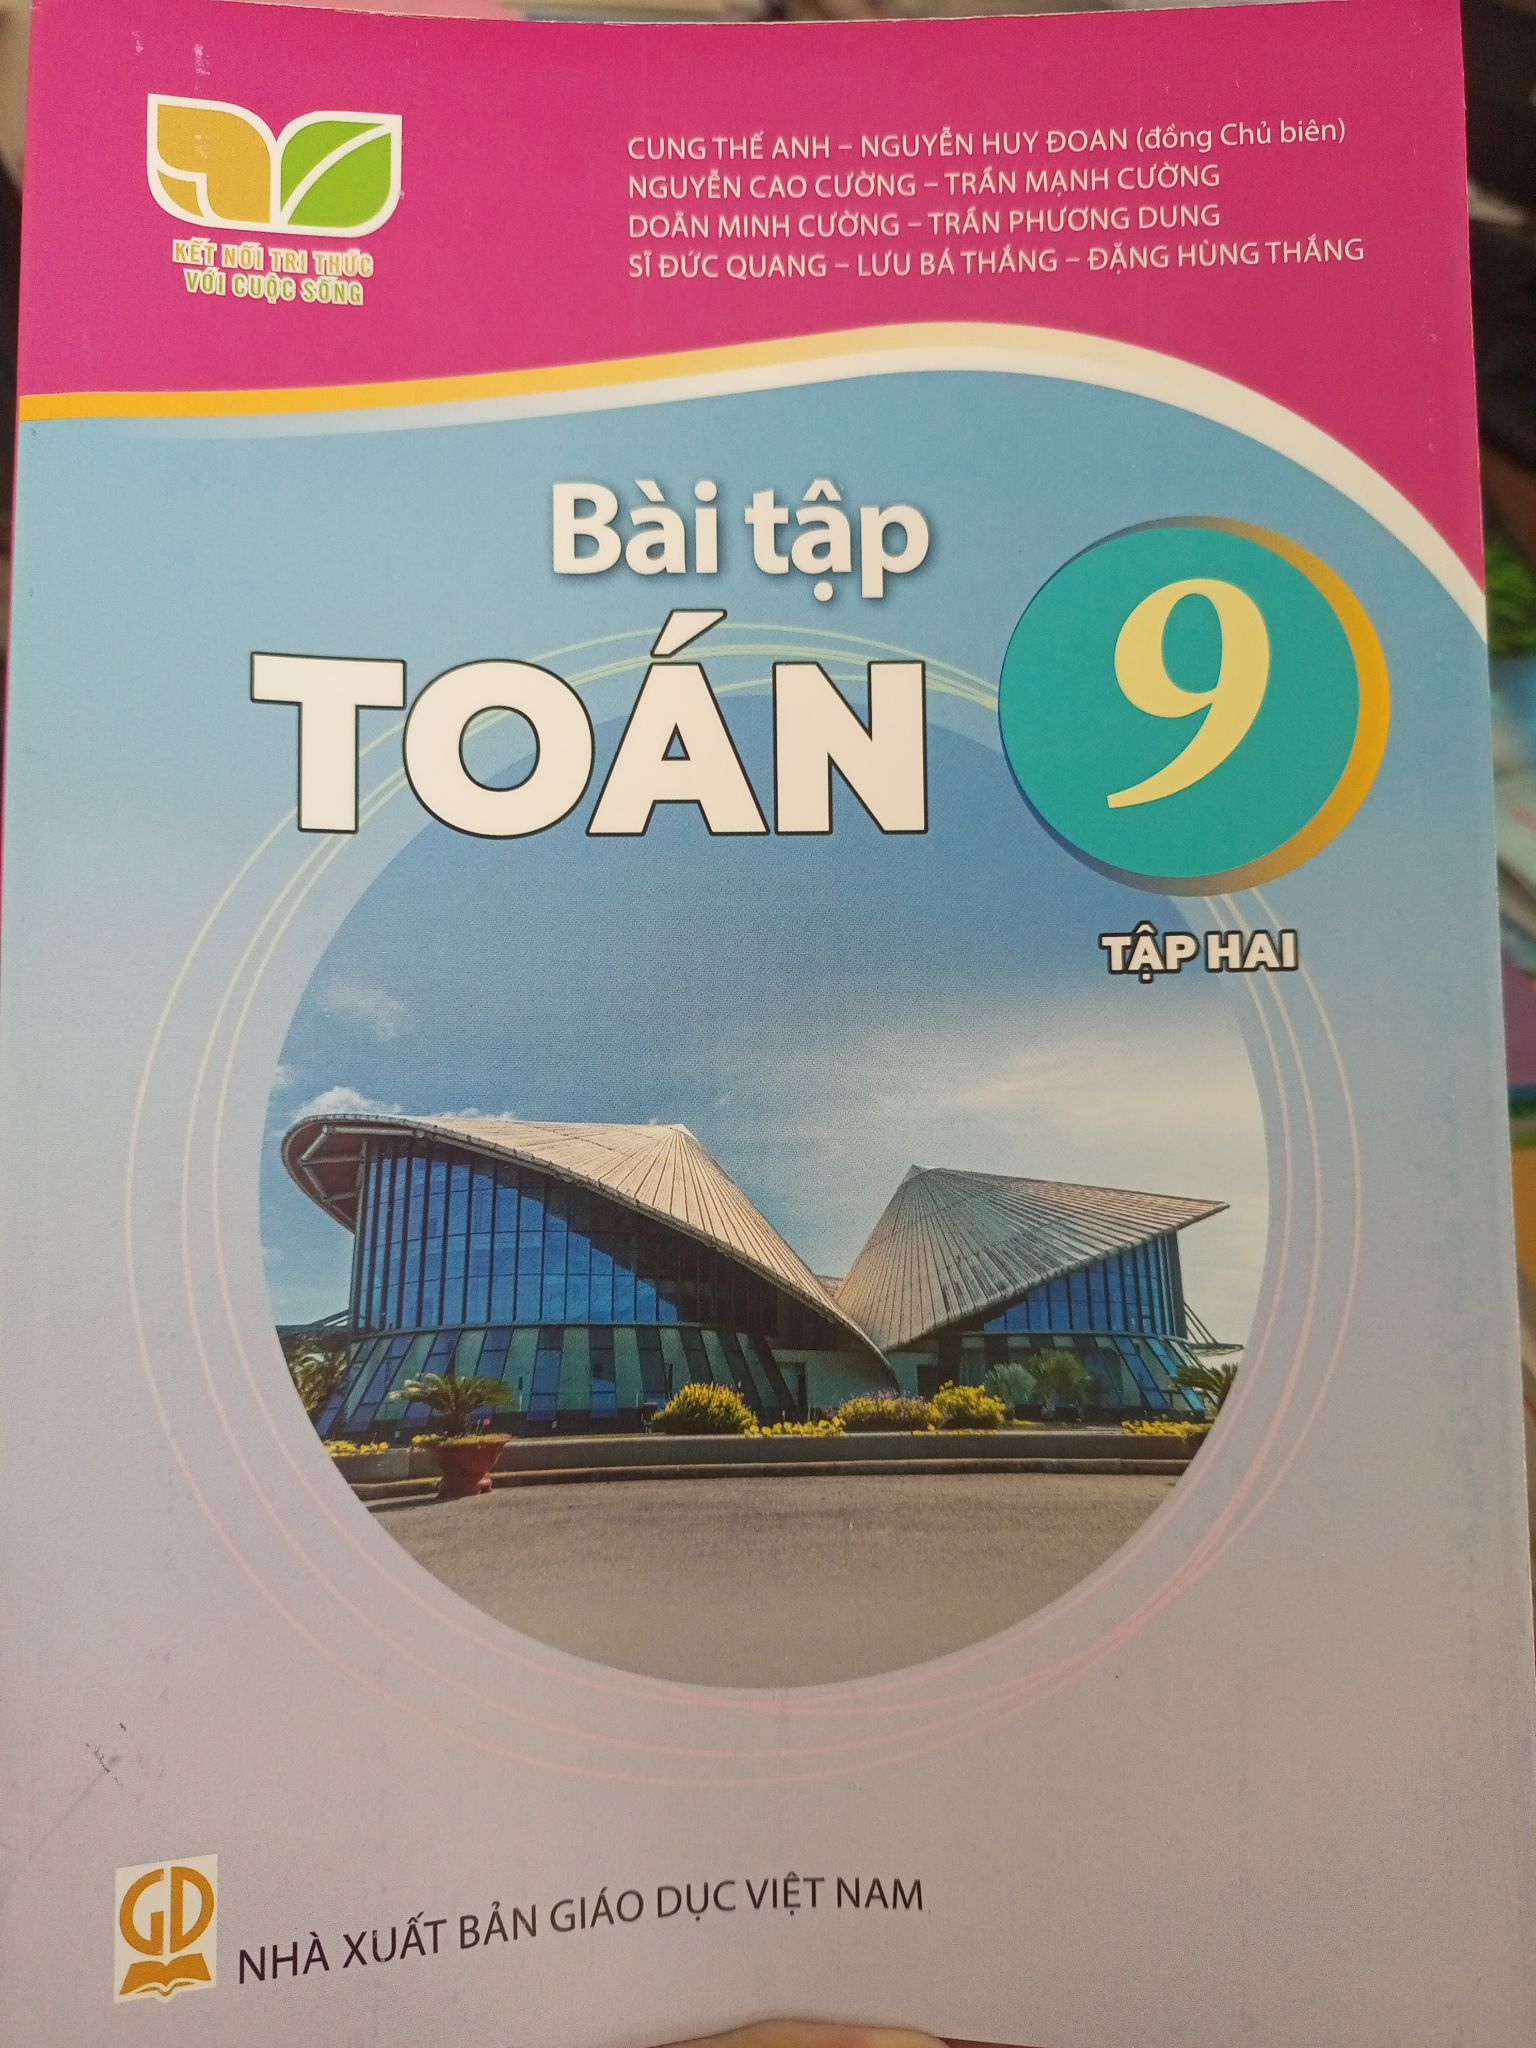 KẾT NỐI TRI THỨC
VỚI CUỘC SỐNG
CUNG THẾ ANH – NGUYỄN HUY ĐOAN (đồng Chủ biên)
NGUYỄN CAO CƯỜNG – TRẦN MẠNH CƯỜNG
DOÃN MINH CƯỜNG – TRẦN PHƯƠNG DUNG
SĨ ĐỨC QUANG – LƯU BÁ THẮNG – ĐẶNG HÙNG THẮNG
Bài tập
TOÁN 9
TẬP HAI
GD
NHÀ XUẤT BẢN GIÁO DỤC VIỆT NAM